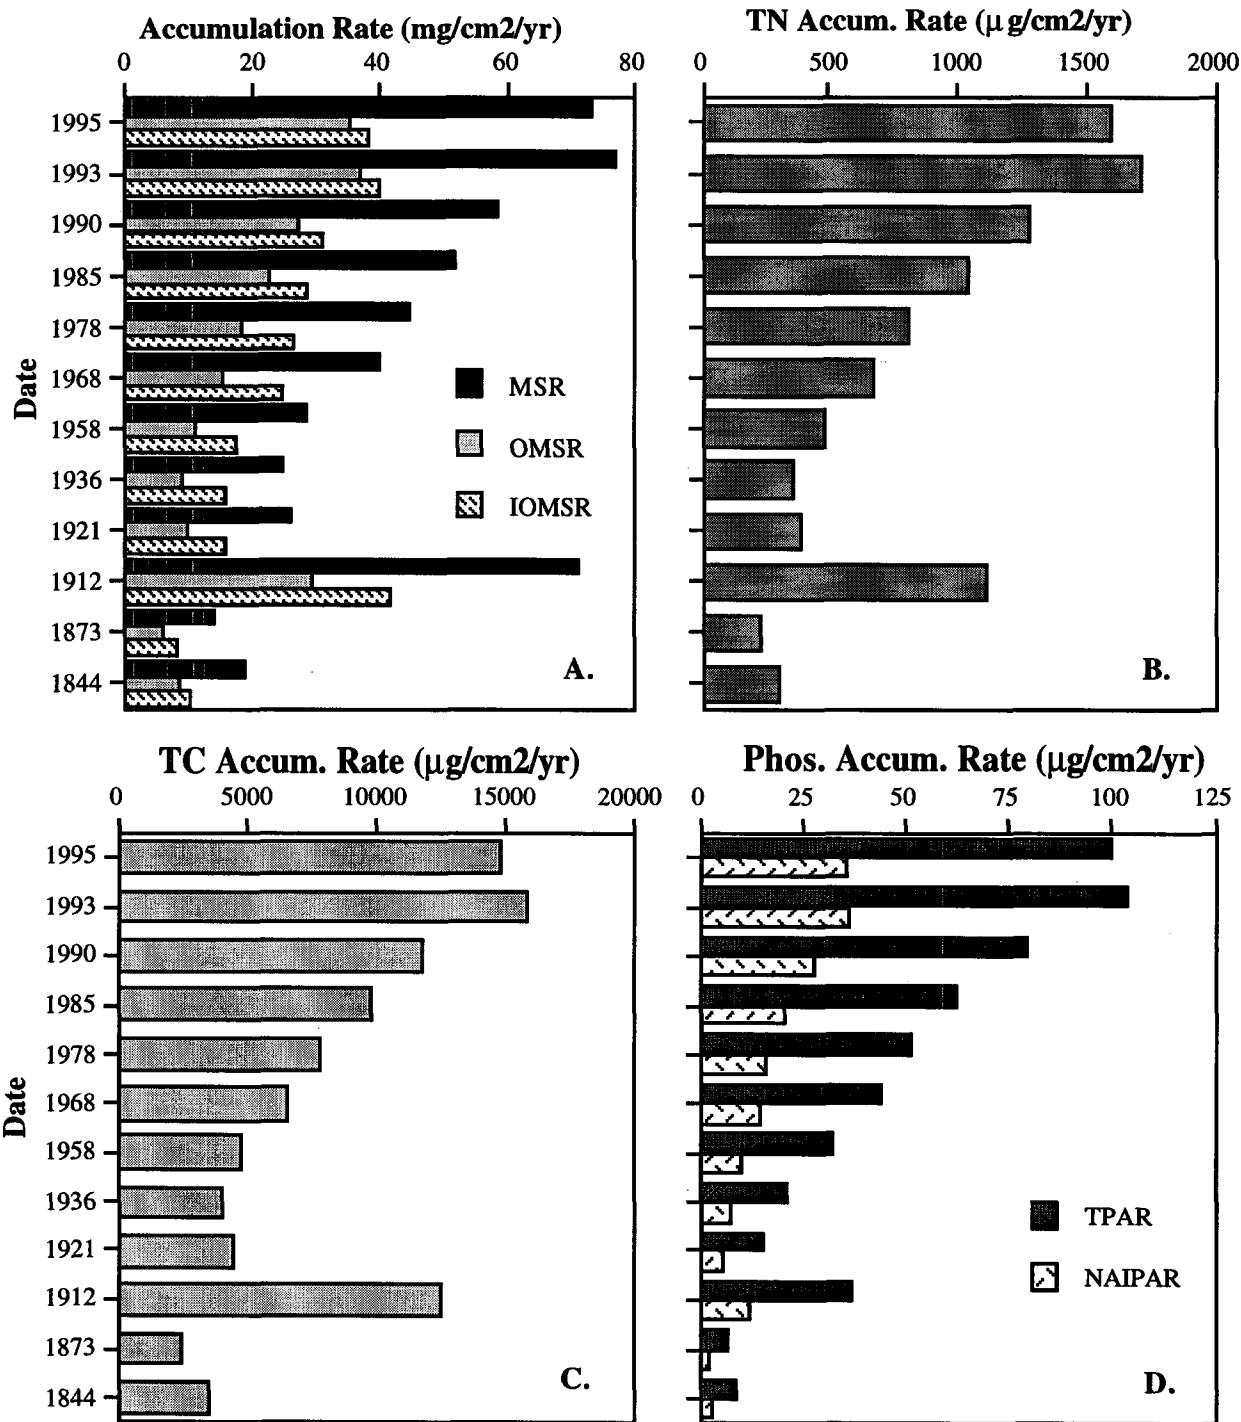 Accumulation Rate (mg/cm2/yr)
0 20 40 60 80
1995
1993
1990
1985
1978
1968
1958
1936
1921
1912
1873
1844
Date
MSR
OMSR
IOMSR
A.
TN Accum. Rate (μg/cm2/yr)
0 500 1000 1500 2000
B.
TC Accum. Rate (μg/cm2/yr)
0 5000 10000 15000 20000
1995
1993
1990
1985
1978
1968
1958
1936
1921
1912
1873
1844
Date
C.
Phos. Accum. Rate (μg/cm2/yr)
0 25 50 75 100 125
TPAR
NAIPAR
D.